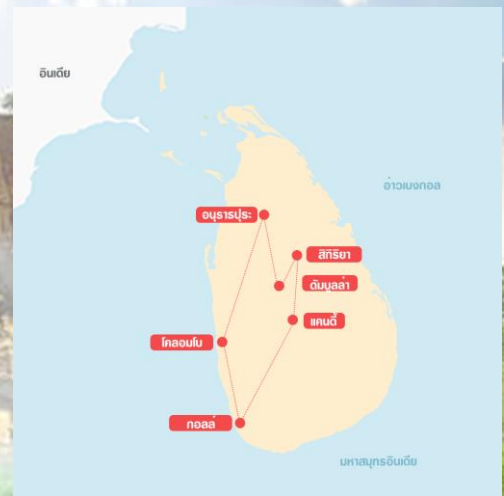 อินเดีย
อ่าวเบงกอล
อนุราธปุระ
สิกิริยา
ดัมบูลล่า
แคนดี้
โคลอมโบ
กอลล์
มหาสมุทรอินเดีย